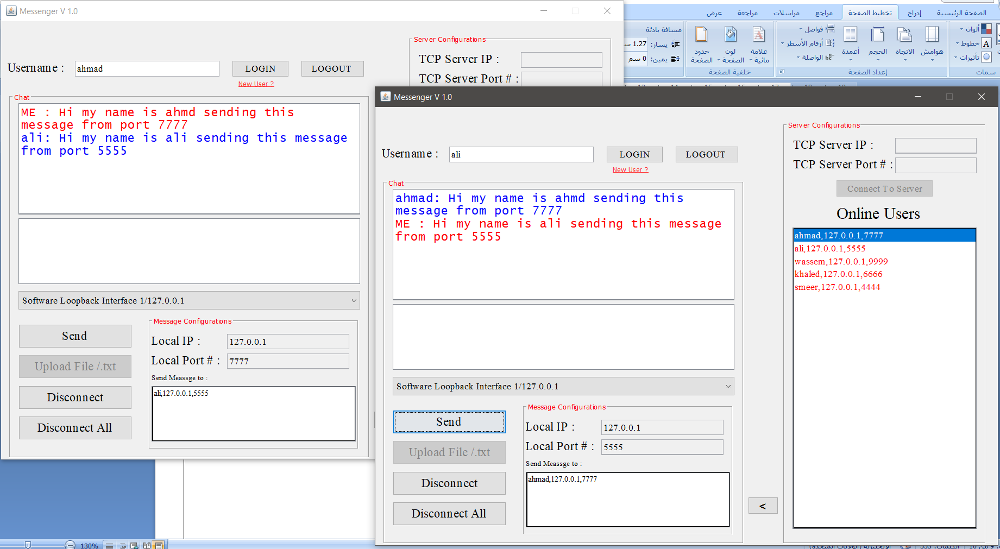 Messenger V 1.0
Username :
ahmad
LOGIN
LOGOUT
New User ?
Server Configurations
TCP Server IP :
TCP Server Port # :
Chat
ME : Hi my name is ahmd sending this
message from port 7777
ali: Hi my name is ali sending this message
from port 5555
Software Loopback Interface 1/127.0.0.1
Send
Upload File /.txt
Disconnect
Disconnect All
Message Configurations
Local IP :
127.0.0.1
Local Port # :
7777
Send Meassge to :
ali,127.0.0.1,5555
Messenger V 1.0
Username :
ali
LOGIN
LOGOUT
New User ?
Chat
ahmad: Hi my name is ahmd sending this
message from port 7777
ME : Hi my name is ali sending this message
from port 5555
Software Loopback Interface 1/127.0.0.1
Send
Upload File /.txt
Disconnect
Disconnect All
Message Configurations
Local IP :
127.0.0.1
Local Port # :
5555
Send Meassge to :
ahmad,127.0.0.1,7777
<
Server Configurations
TCP Server IP :
TCP Server Port # :
Connect To Server
Online Users
ahmad,127.0.0.1,7777
ali,127.0.0.1,5555
wassem,127.0.0.1,9999
khaled,127.0.0.1,6666
smeer,127.0.0.1,4444
الصفحة الرئيسية
إدراج
تخطيط الصفحة
مراجع
مراسلات
مراجعة
عرض
ألوان
خطوط
تأثيرات
سمات
هوامش
الاتجاه
الحجم
أعمدة
فواصل
أرقام الأسطر
الواصلة
إعداد الصفحة
علامة مائية
لون الصفحة
حدود الصفحة
خلفية الصفحة
مسافة بادئة
يسار:
1.27
يمين:
0 سم
130%